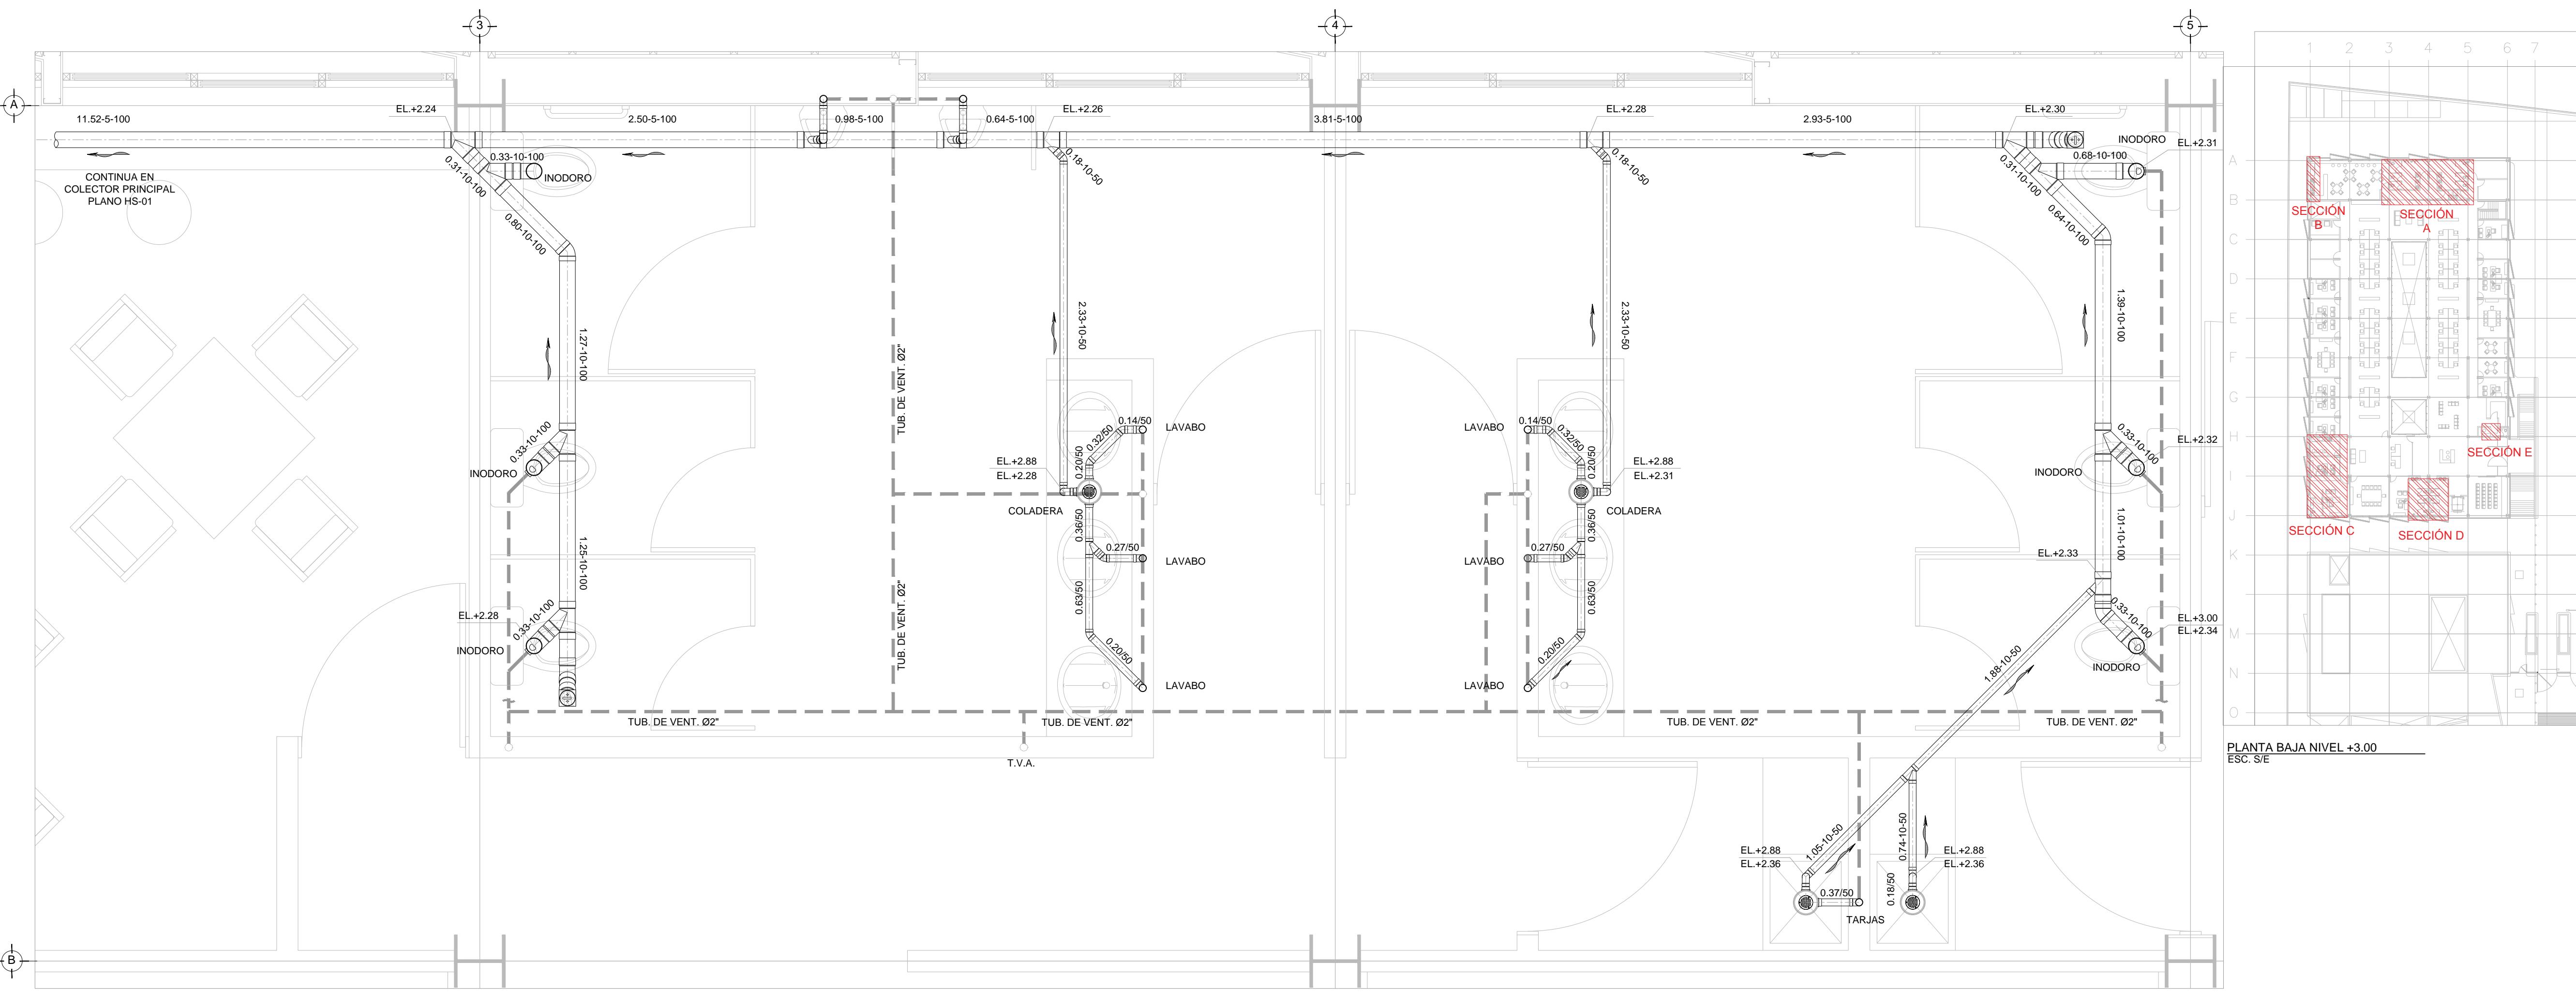 3
4
5
A
EL.+2.24
EL.+2.26
EL.+2.28
EL.+2.30
11.52-5-100
2.50-5-100
0.98-5-100
0.64-5-100
3.81-5-100
2.93-5-100
INODORO
EL.+2.31
0.33-10-100
0.31-10-100
INODORO
0.18-10-50
0.18-10-50
0.68-10-100
0.31-10-100
CONTINUA EN
COLECTOR PRINCIPAL
PLANO HS-01
0.80-10-100
0.64-10-100
1.27-10-100
TUB. DE VENT. Ø2"
2.33-10-50
2.33-10-50
1.39-10-100
0.33-10-100
INODORO
0.14/50
0.32/50
0.20/50
LAVABO
EL.+2.88
EL.+2.28
COLADERA
LAVABO
0.14/50
0.32/50
0.20/50
EL.+2.88
EL.+2.31
COLADERA
0.33-10-100
EL.+2.32
INODORO
1.25-10-100
0.36/50
0.27/50
LAVABO
0.63/50
0.20/50
LAVABO
LAVABO
0.36/50
0.27/50
0.63/50
0.20/50
LAVABO
1.01-10-100
EL.+2.33
0.33-10-100
EL.+3.00
EL.+2.34
INODORO
EL.+2.28
0.33-10-100
INODORO
TUB. DE VENT. Ø2"
1.88-10-50
TUB. DE VENT. Ø2"
TUB. DE VENT. Ø2"
TUB. DE VENT. Ø2"
TUB. DE VENT. Ø2"
T.V.A.
1.05-10-50
0.74-10-50
EL.+2.88
EL.+2.36
EL.+2.88
EL.+2.36
0.37/50
0.18/50
TARJAS
B
1 2 3 4 5 6 7
A
B
C
D
E
F
G
H
I
J
K
M
N
O
SECCIÓN
B
SECCIÓN
A
SECCIÓN E
SECCIÓN C
SECCIÓN D
PLANTA BAJA NIVEL +3.00
ESC. S/E